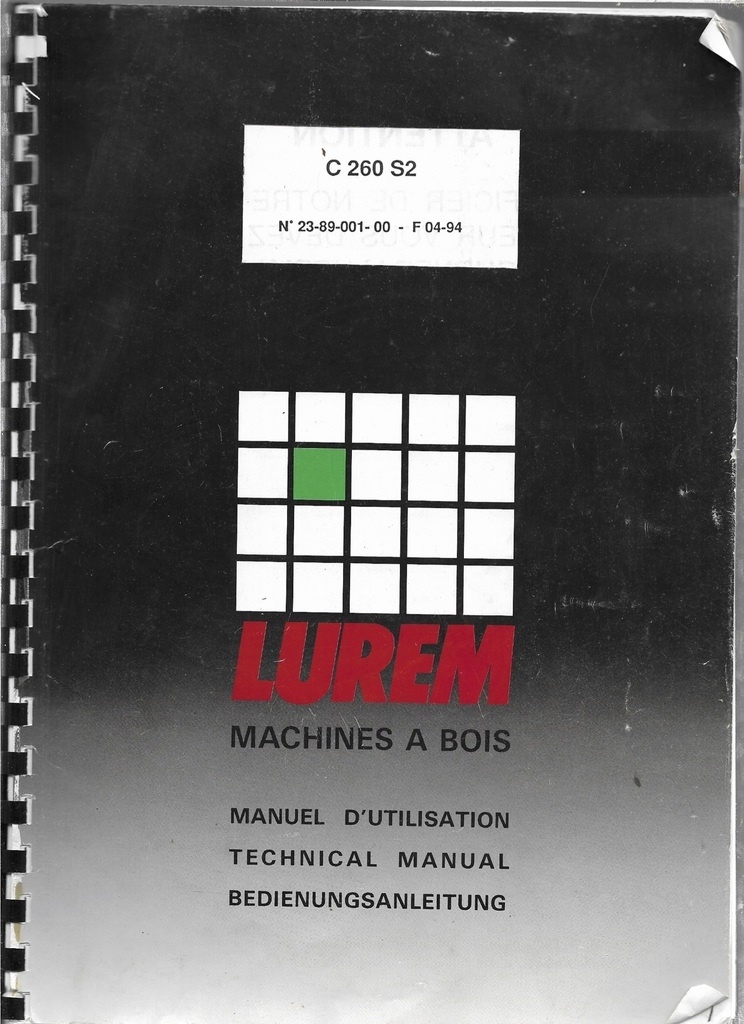 C 260 S2
N° 23-89-001-00 - F 04-94
LUREM
MACHINES A BOIS
MANUEL D'UTILISATION
TECHNICAL MANUAL
BEDIENUNGSANLEITUNG